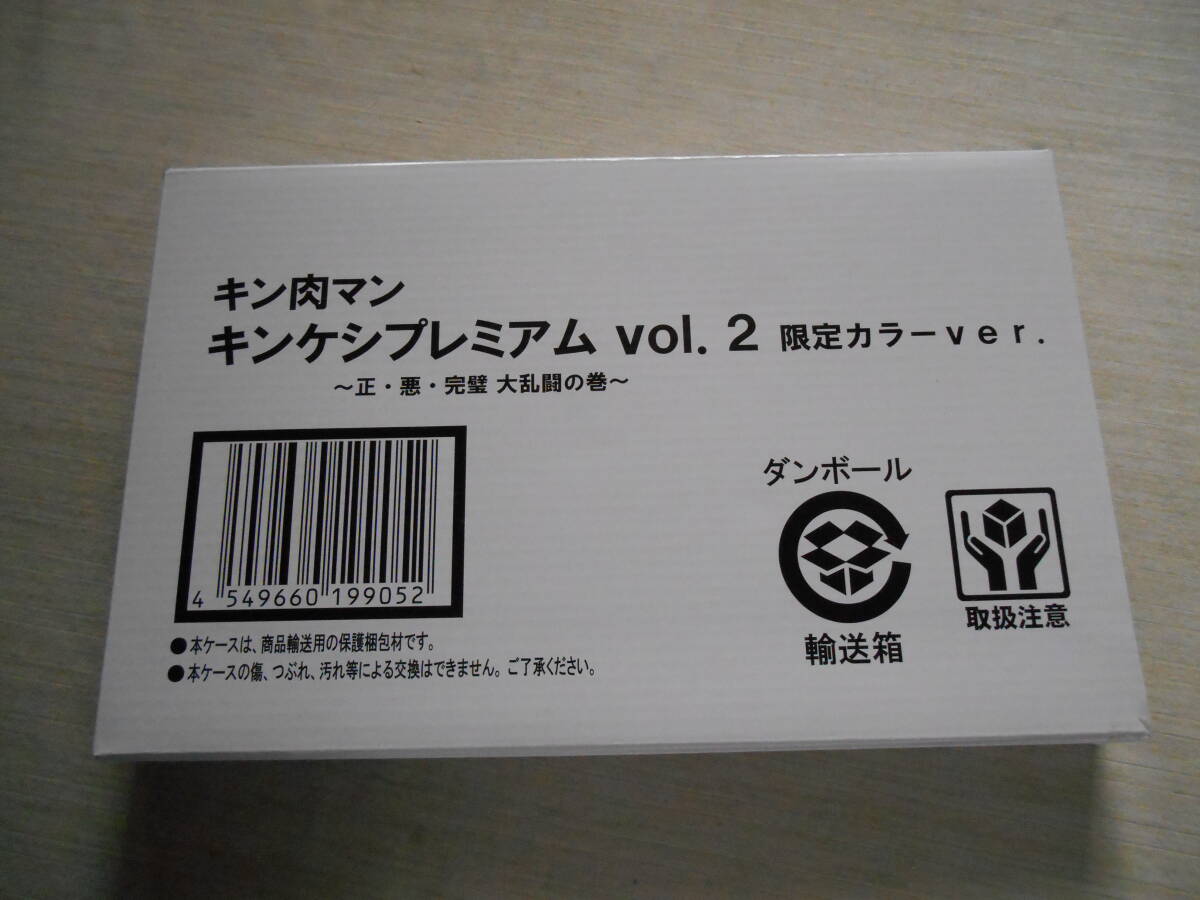 キン肉マン
キンケシプレミアム vol. 2 限定カラーver.
～正・悪・完璧 大乱闘の巻～
4 549660 199052
●本ケースは、商品輸送用の保護梱包材です。
●本ケースの傷、つぶれ、汚れ等による交換はできません。ご了承ください。
ダンボール
輸送箱
取扱注意